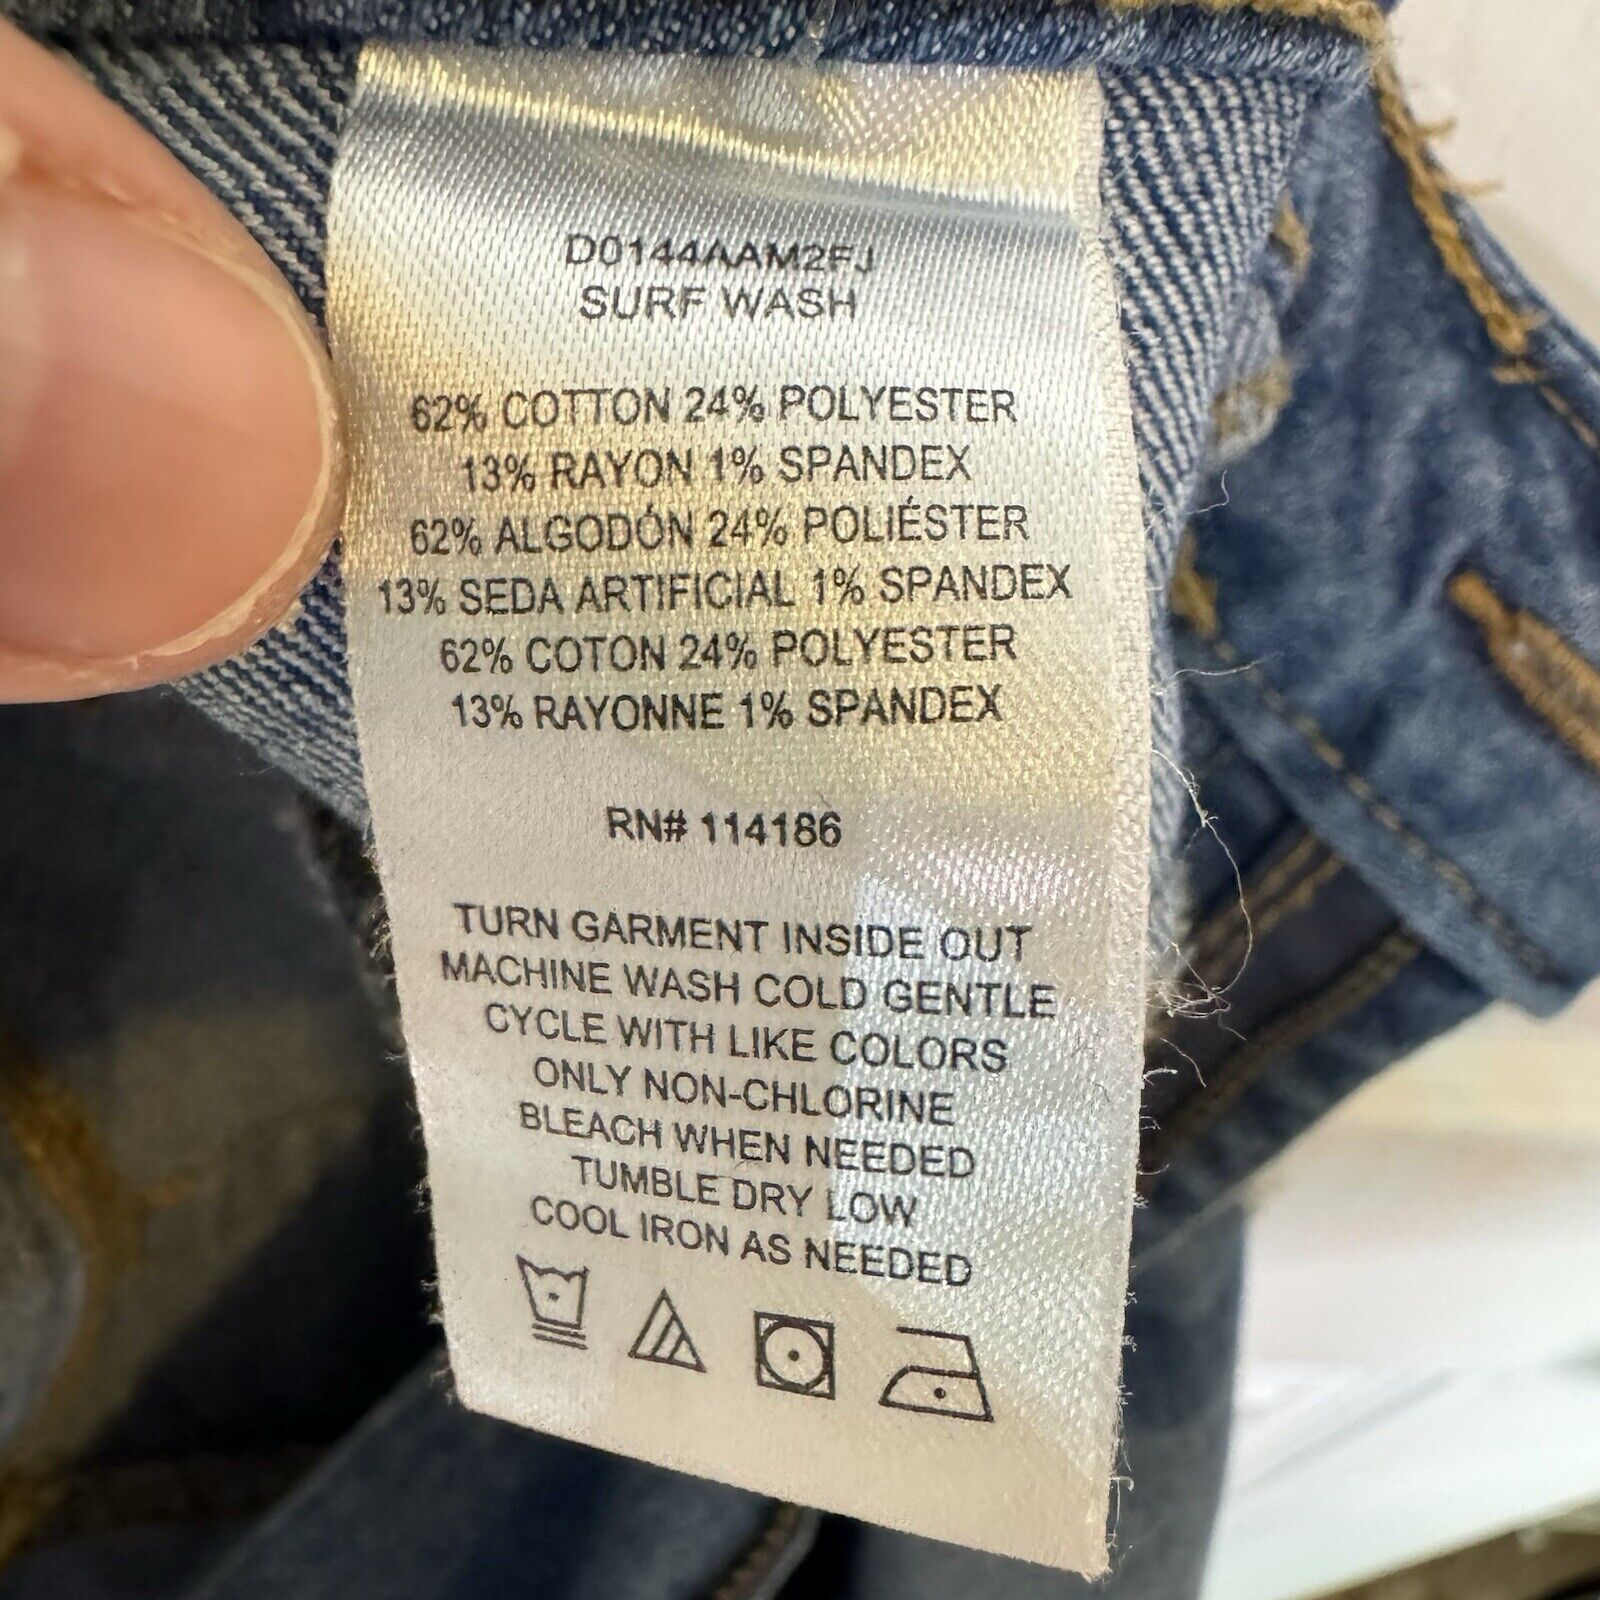 D0144AAM2FJ
SURF WASH
62% COTTON 24% POLYESTER
13% RAYON 1% SPANDEX
62% ALGODÓN 24% POLIÉSTER
13% SEDA ARTIFICIAL 1% SPANDEX
62% COTON 24% POLYESTER
13% RAYONNE 1% SPANDEX
RN# 114186
TURN GARMENT INSIDE OUT
MACHINE WASH COLD GENTLE
CYCLE WITH LIKE COLORS
ONLY NON-CHLORINE
BLEACH WHEN NEEDED
TUMBLE DRY LOW
COOL IRON AS NEEDED